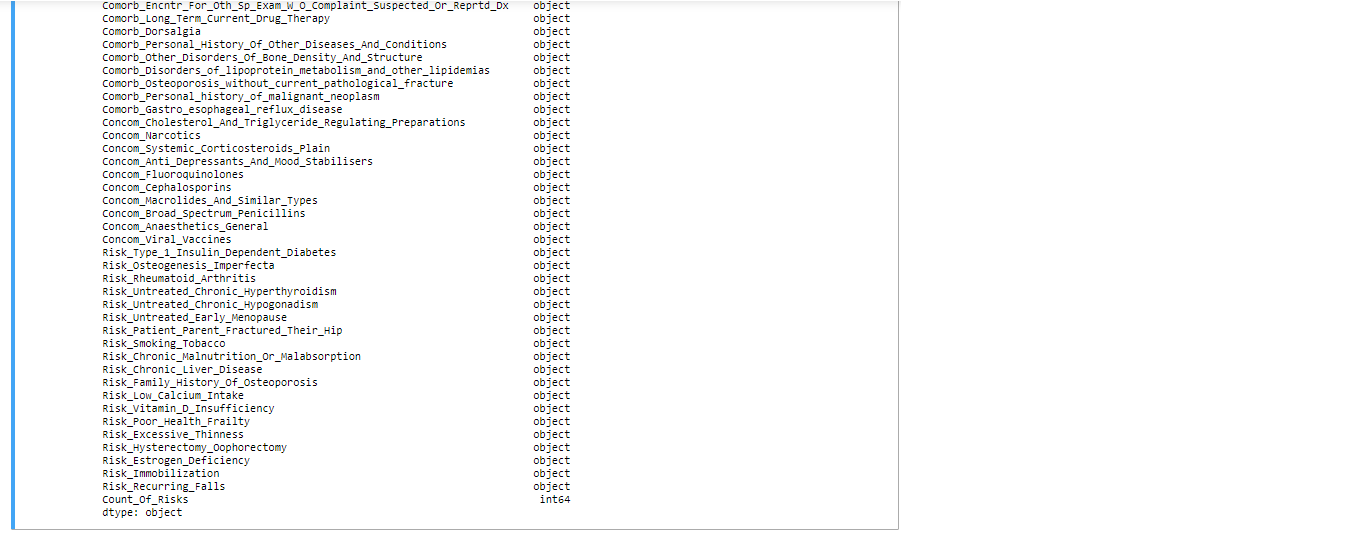 Comorb_Encntr_For_Oth_Sp_Exam_W_O_Complaint_Suspected_Or_Reprtd_Dx object
Comorb_Long_Term_Current_Drug_Therapy object
Comorb_Dorsalgia object
Comorb_Personal_History_Of_Other_Diseases_And_Conditions object
Comorb_Other_Disorders_Of_Bone_Density_And_Structure object
Comorb_Disorders_of_lipoprotein_metabolism_and_other_lipidemias object
Comorb_Osteoporosis_without_current_pathological_fracture object
Comorb_Personal_history_of_malignant_neoplasm object
Comorb_Gastro_esophageal_reflux_disease object
Concom_Cholesterol_And_Triglyceride_Regulating_Preparations object
Concom_Narcotics object
Concom_Systemic_Corticosteroids_Plain object
Concom_Anti_Depressants_And_Mood_Stabilisers object
Concom_Fluoroquinolones object
Concom_Cephalosporins object
Concom_Macrolides_And_Similar_Types object
Concom_Broad_Spectrum_Penicillins object
Concom_Anaesthetics_General object
Concom_Viral_Vaccines object
Risk_Type_1_Insulin_Dependent_Diabetes object
Risk_Osteogenesis_Imperfecta object
Risk_Rheumatoid_Arthritis object
Risk_Untreated_Chronic_Hyperthyroidism object
Risk_Untreated_Chronic_Hypogonadism object
Risk_Untreated_Early_Menopause object
Risk_Patient_Parent_Fractured_Their_Hip object
Risk_Smoking_Tobacco object
Risk_Chronic_Malnutrition_Or_Malabsorption object
Risk_Chronic_Liver_Disease object
Risk_Family_History_Of_Osteoporosis object
Risk_Low_Calcium_Intake object
Risk_Vitamin_D_Insufficiency object
Risk_Poor_Health_Frailty object
Risk_Excessive_Thinness object
Risk_Hysterectomy_Oophorectomy object
Risk_Estrogen_Deficiency object
Risk_Immobilization object
Risk_Recurring_Falls object
Count_Of_Risks int64
dtype: object